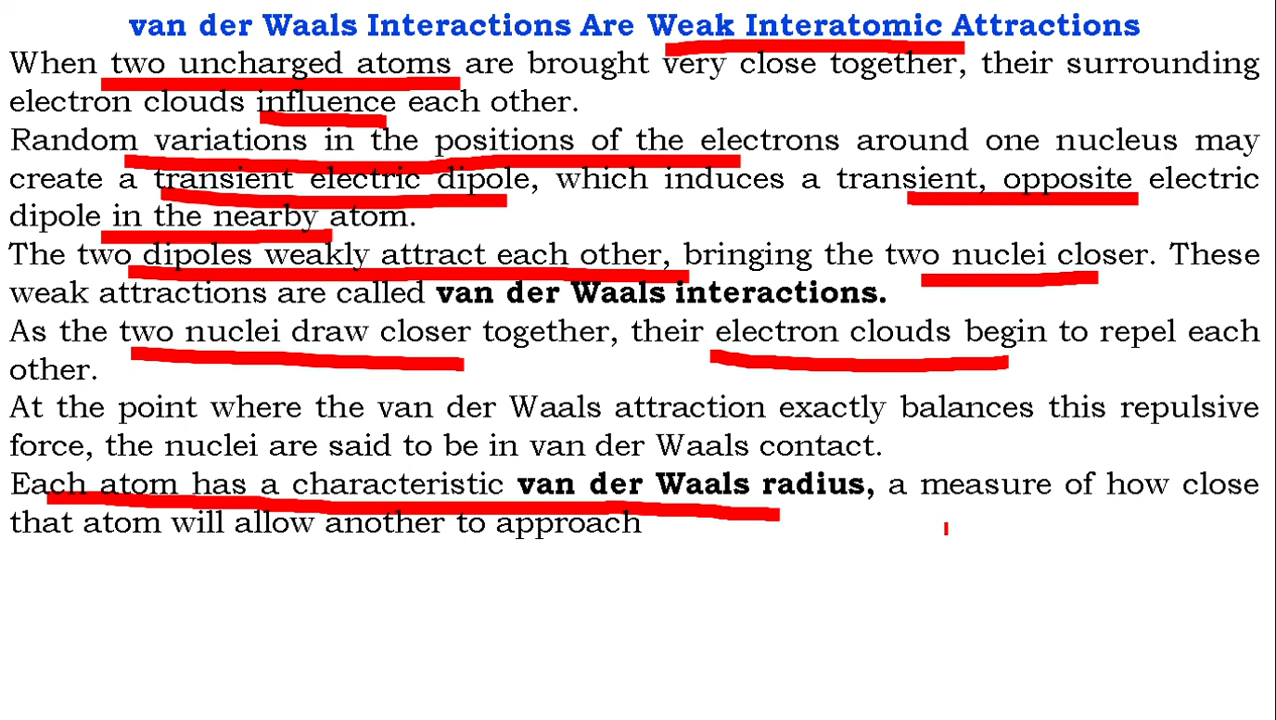 van der Waals Interactions Are Weak Interatomic Attractions
When two uncharged atoms are brought very close together, their surrounding
electron clouds influence each other.
Random variations in the positions of the electrons around one nucleus may
create a transient electric dipole, which induces a transient, opposite electric
dipole in the nearby atom.
The two dipoles weakly attract each other, bringing the two nuclei closer. These
weak attractions are called van der Waals interactions.
As the two nuclei draw closer together, their electron clouds begin to repel each
other.
At the point where the van der Waals attraction exactly balances this repulsive
force, the nuclei are said to be in van der Waals contact.
Each atom has a characteristic van der Waals radius, a measure of how close
that atom will allow another to approach